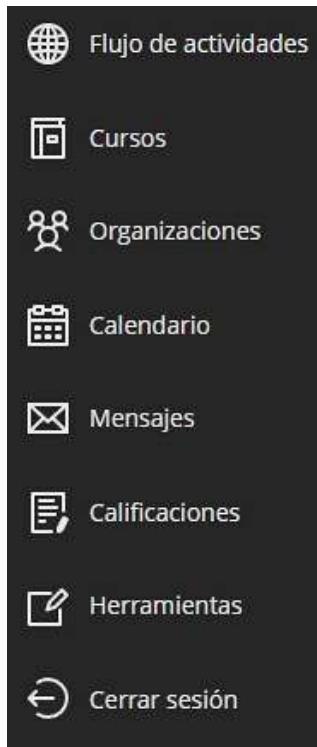 Flujo de actividades
Cursos
Organizaciones
Calendario
Mensajes
Calificaciones
Herramientas
Cerrar sesión